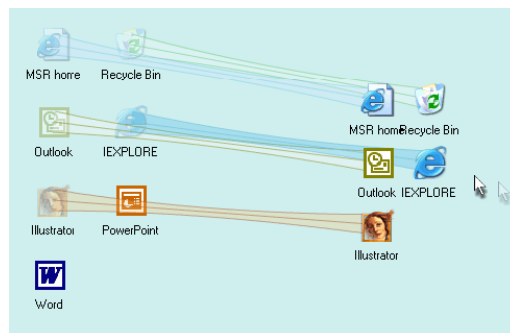 MSR home Recycle Bin
MSR home Recycle Bin
Outlook IEXPLORE
Outlook IEXPLORE
Illustrator PowerPoint
Illustrator
W
Word